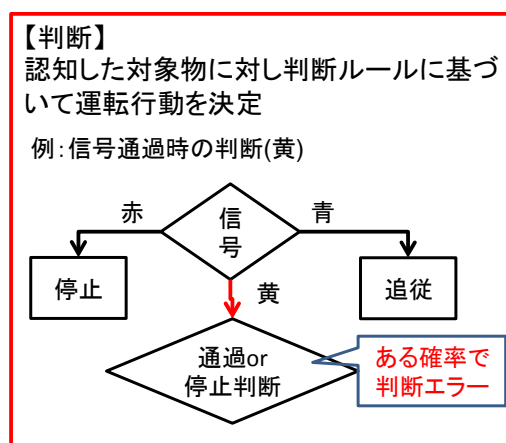 【判断】
認知した対象物に対し判断ルールに基づ
いて運転行動を決定
例:信号通過時の判断(黄)
赤
信
号
青
停止
黄
追従
通過or
停止判断
ある確率で
判断エラー